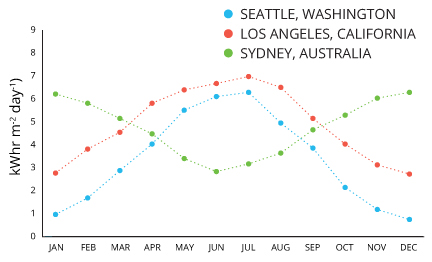 SEATTLE, WASHINGTON
LOS ANGELES, CALIFORNIA
SYDNEY, AUSTRALIA
kWhr m⁻² day⁻¹)
9
8
7
6
5
4
3
2
1
0
JAN FEB MAR APR MAY JUN JUL AUG SEP OCT NOV DEC